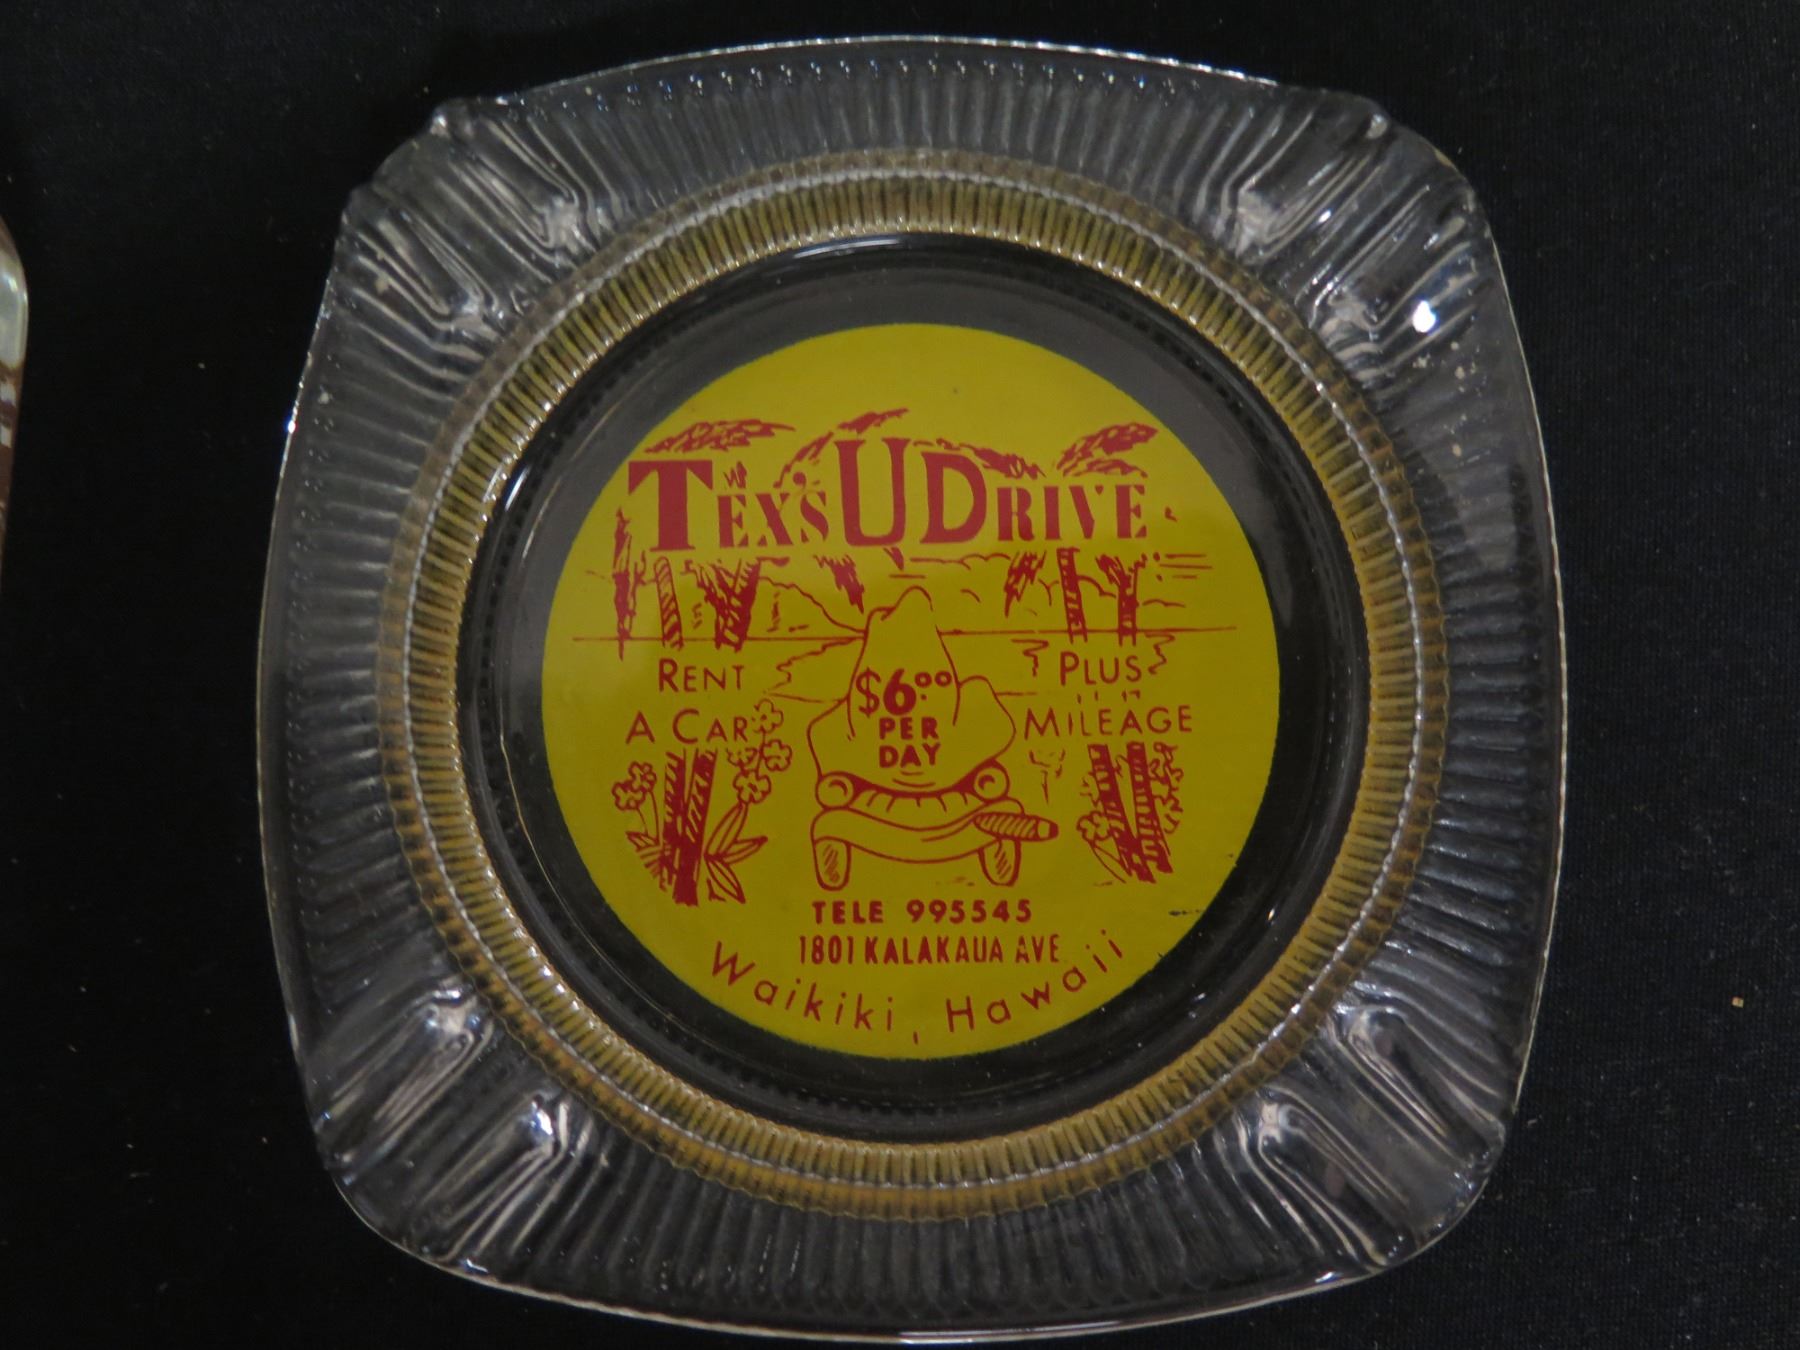 TEX'S U DRIVE
RENT
A CAR
$6.00
PER
DAY
PLUS
MILEAGE
TELE 995545
1801 KALAKAUA AVE
Waikiki, Hawaii